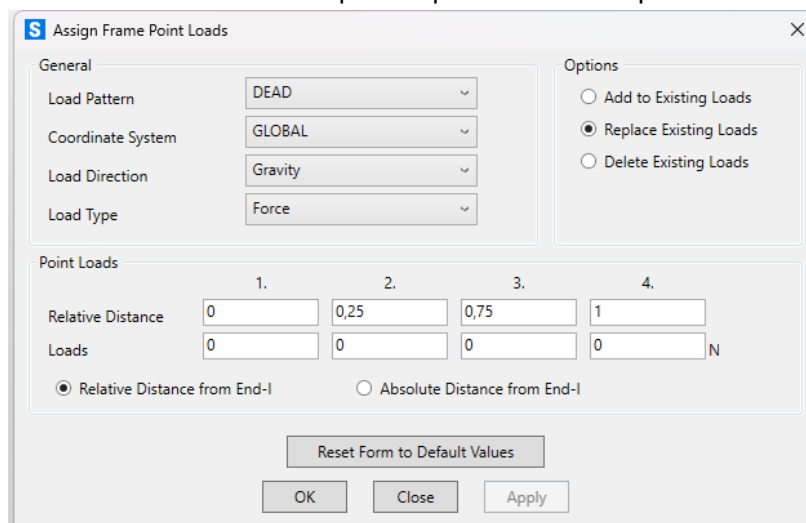 S Assign Frame Point Loads
General
Load Pattern DEAD
Coordinate System GLOBAL
Load Direction Gravity
Load Type Force
Options
Add to Existing Loads
Replace Existing Loads
Delete Existing Loads
Point Loads
1. 2. 3. 4.
Relative Distance 0 0,25 0,75 1
Loads 0 0 0 0 N
Relative Distance from End-I Absolute Distance from End-I
Reset Form to Default Values
OK Close Apply